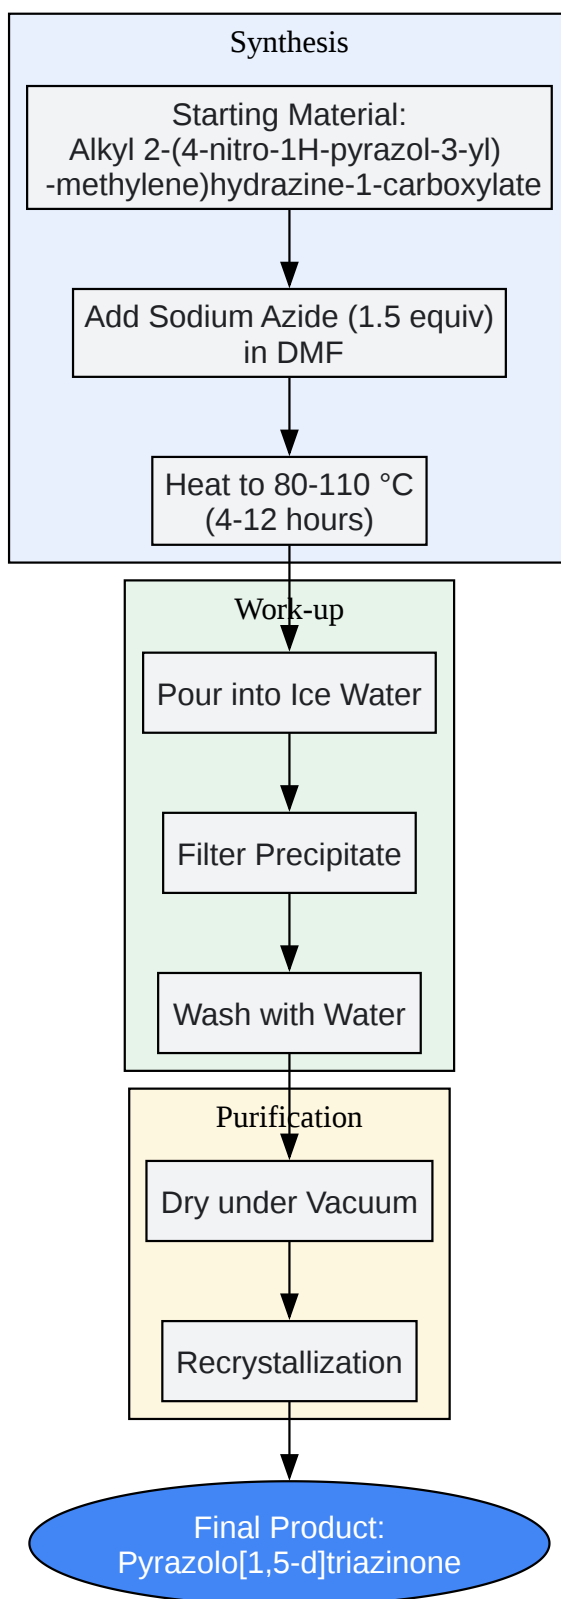 Synthesis
Starting Material:
Alkyl 2-(4-nitro-1H-pyrazol-3-yl)
-methylene)hydrazine-1-carboxylate
Add Sodium Azide (1.5 equiv)
in DMF
Heat to 80-110 °C
(4-12 hours)
Work-up
Pour into Ice Water
Filter Precipitate
Wash with Water
Purification
Dry under Vacuum
Recrystallization
Final Product:
Pyrazolo[1,5-d]triazinone